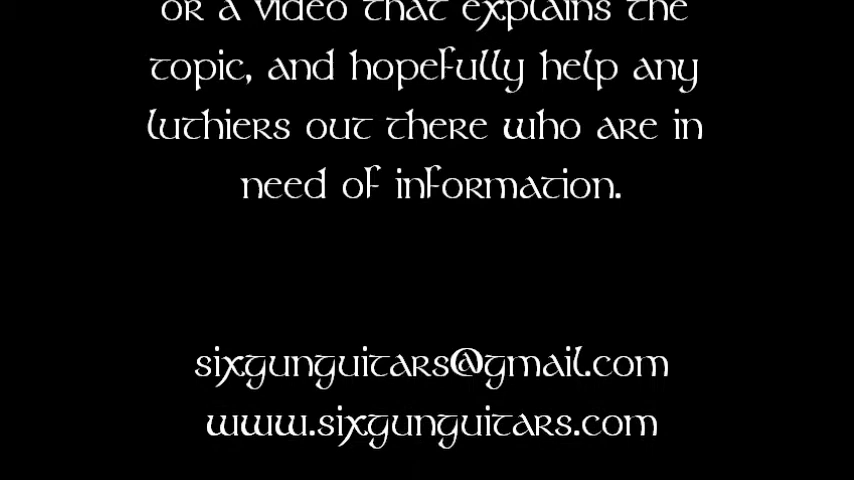 or a video that explains the
topic, and hopefully help any
luthiers out there who are in
need of information.
sixgunguitars@gmail.com
www.sixgunguitars.com